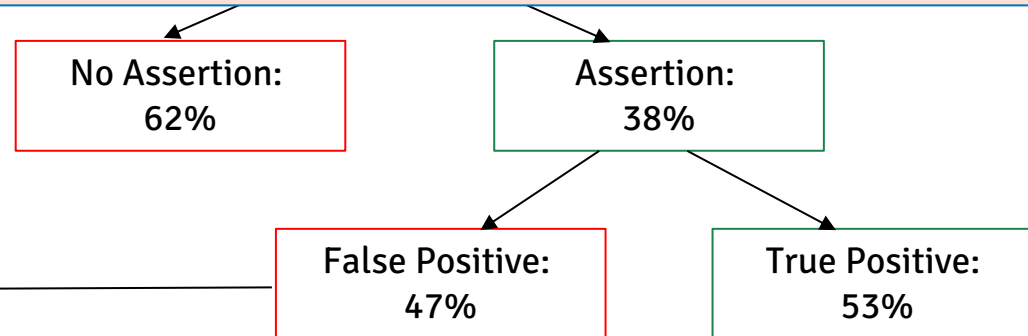 No Assertion:
62%
Assertion:
38%
False Positive:
47%
True Positive:
53%